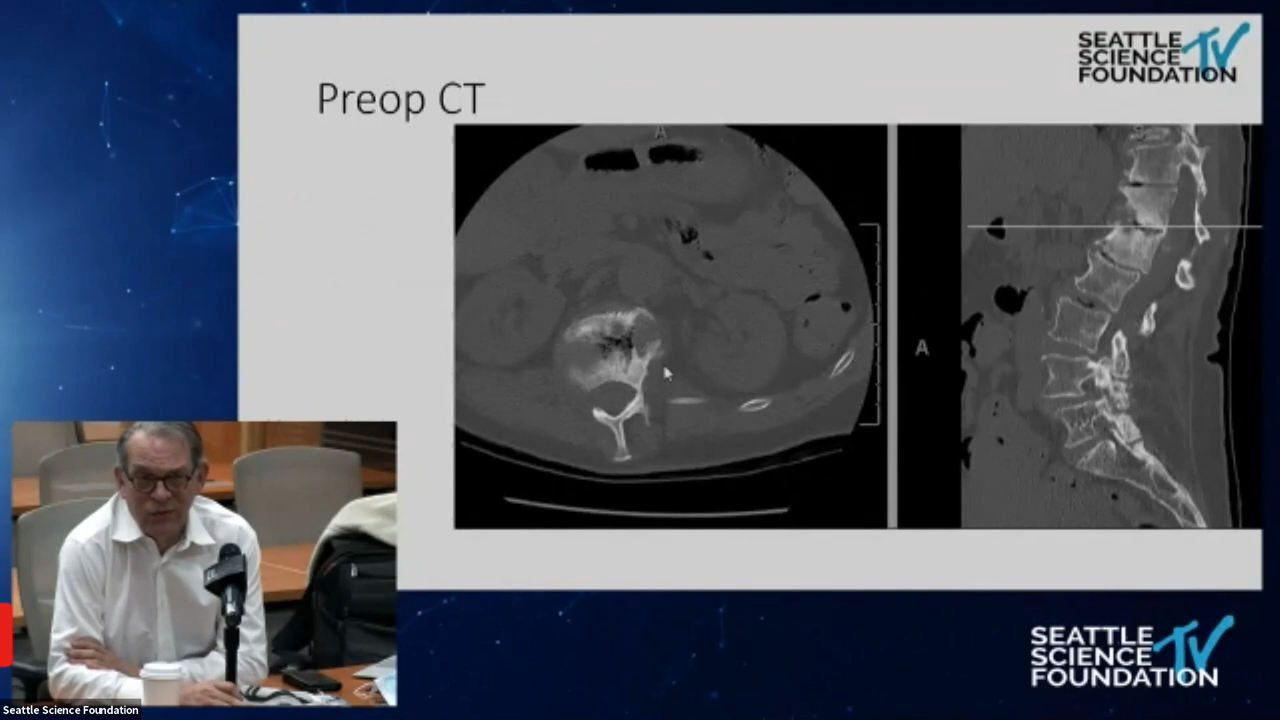 SEATTLE
SCIENCE TV
FOUNDATION
Preop CT
A
A
SEATTLE
SCIENCE TV
FOUNDATION
Seattle Science Foundation